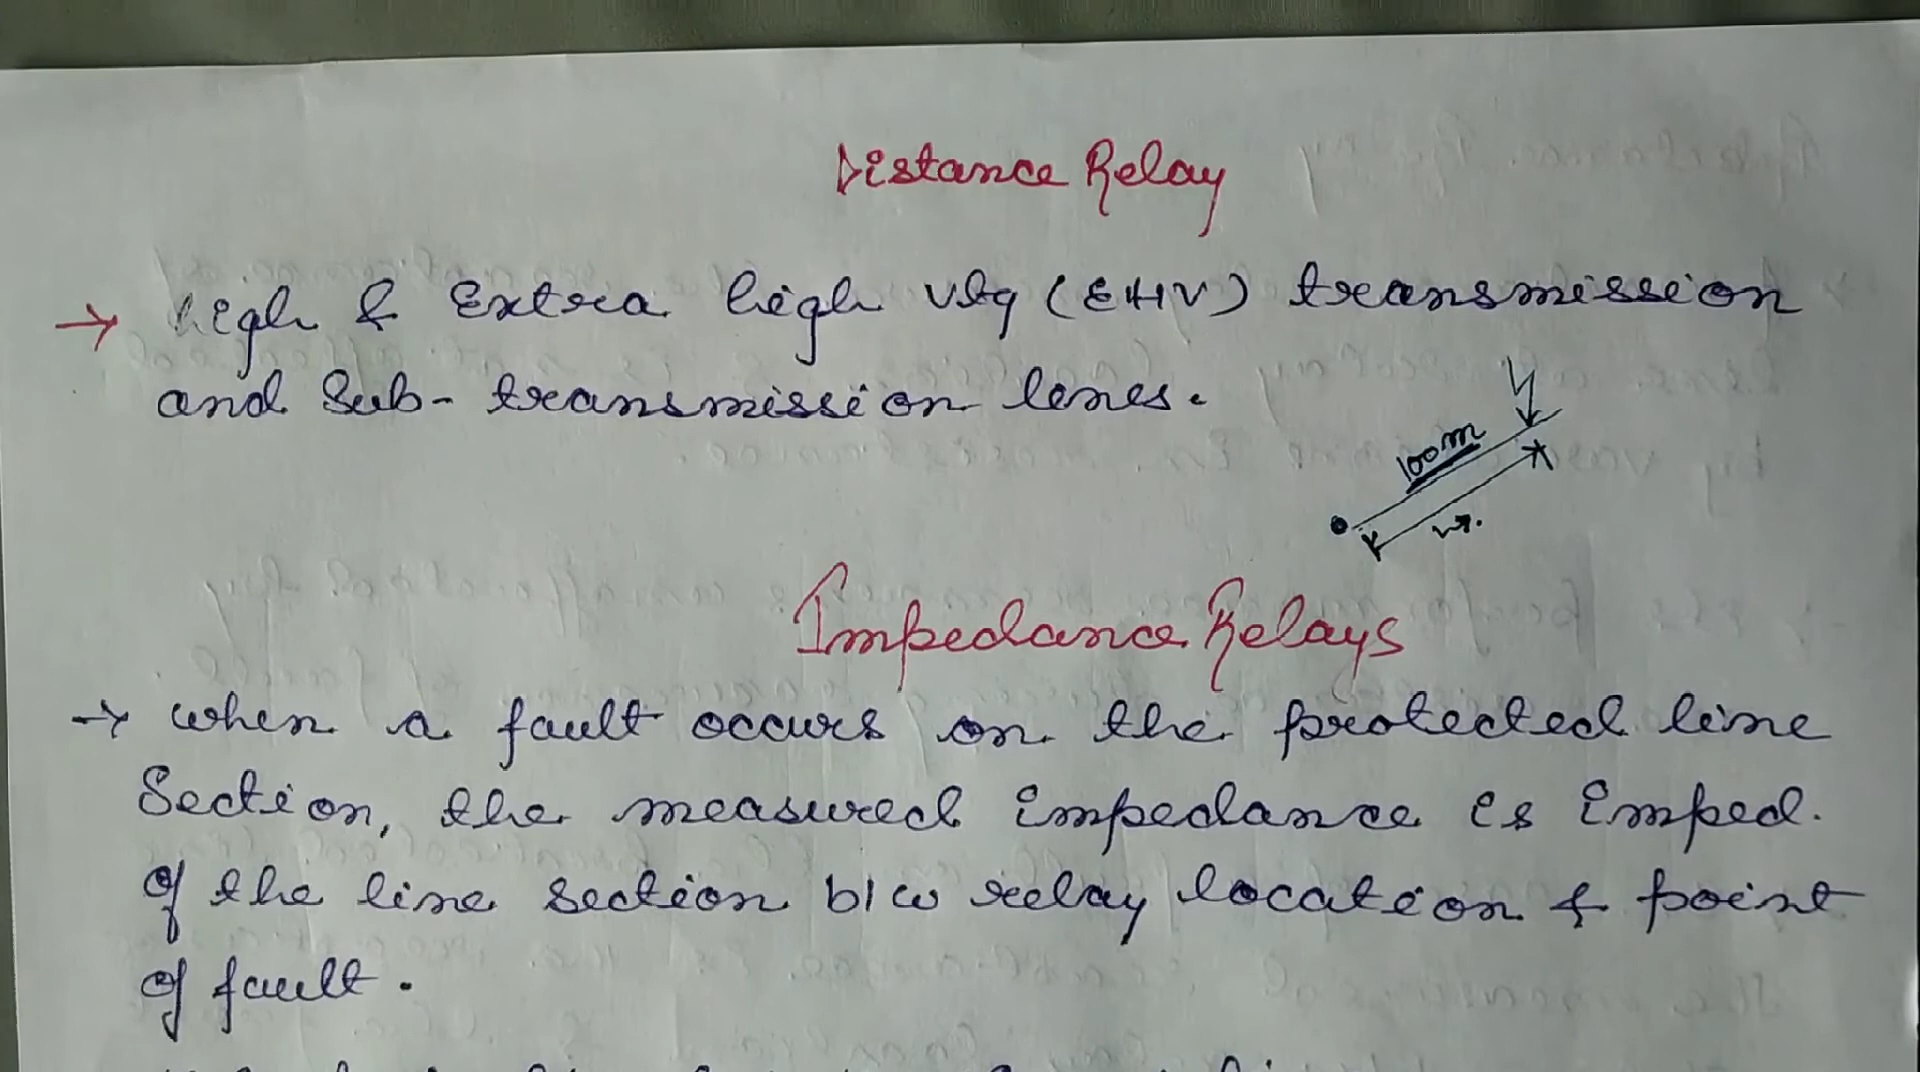 Distance Relay
→ high & Extra high vtg (EHV) transmission
and Sub-transmission lines.
100m
Impedance Relays
→ when a fault occurs on the protected line
Section, the measured impedance is imped.
of the line section b/w relay location & point
of fault.